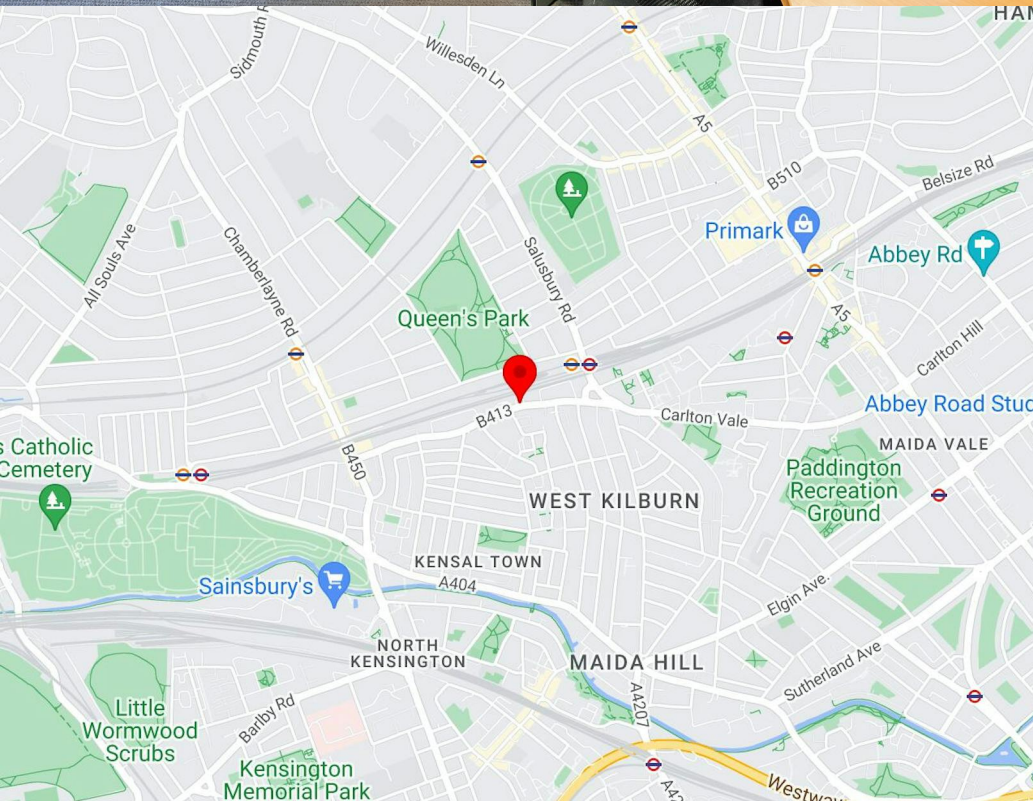 HAM
Sidmouth R
Willesden Ln
A5
B510
Belsize Rd
Primark
Abbey Rd
All Souls Ave
Chamberlayne Rd
Salusbury Rd
Queen's Park
A5
Carlton Hill
B413
Carlton Vale
Abbey Road Stud
MAIDA VALE
s Catholic
Cemetery
B450
Paddington
Recreation
Ground
WEST KILBURN
KENSAL TOWN
A404
Sainsbury's
Elgin Ave.
NORTH
KENSINGTON
MAIDA HILL
Sutherland Ave
A4207
Little
Wormwood
Scrubs
Barlby Rd
Kensington
Memorial Park
Westway
A42